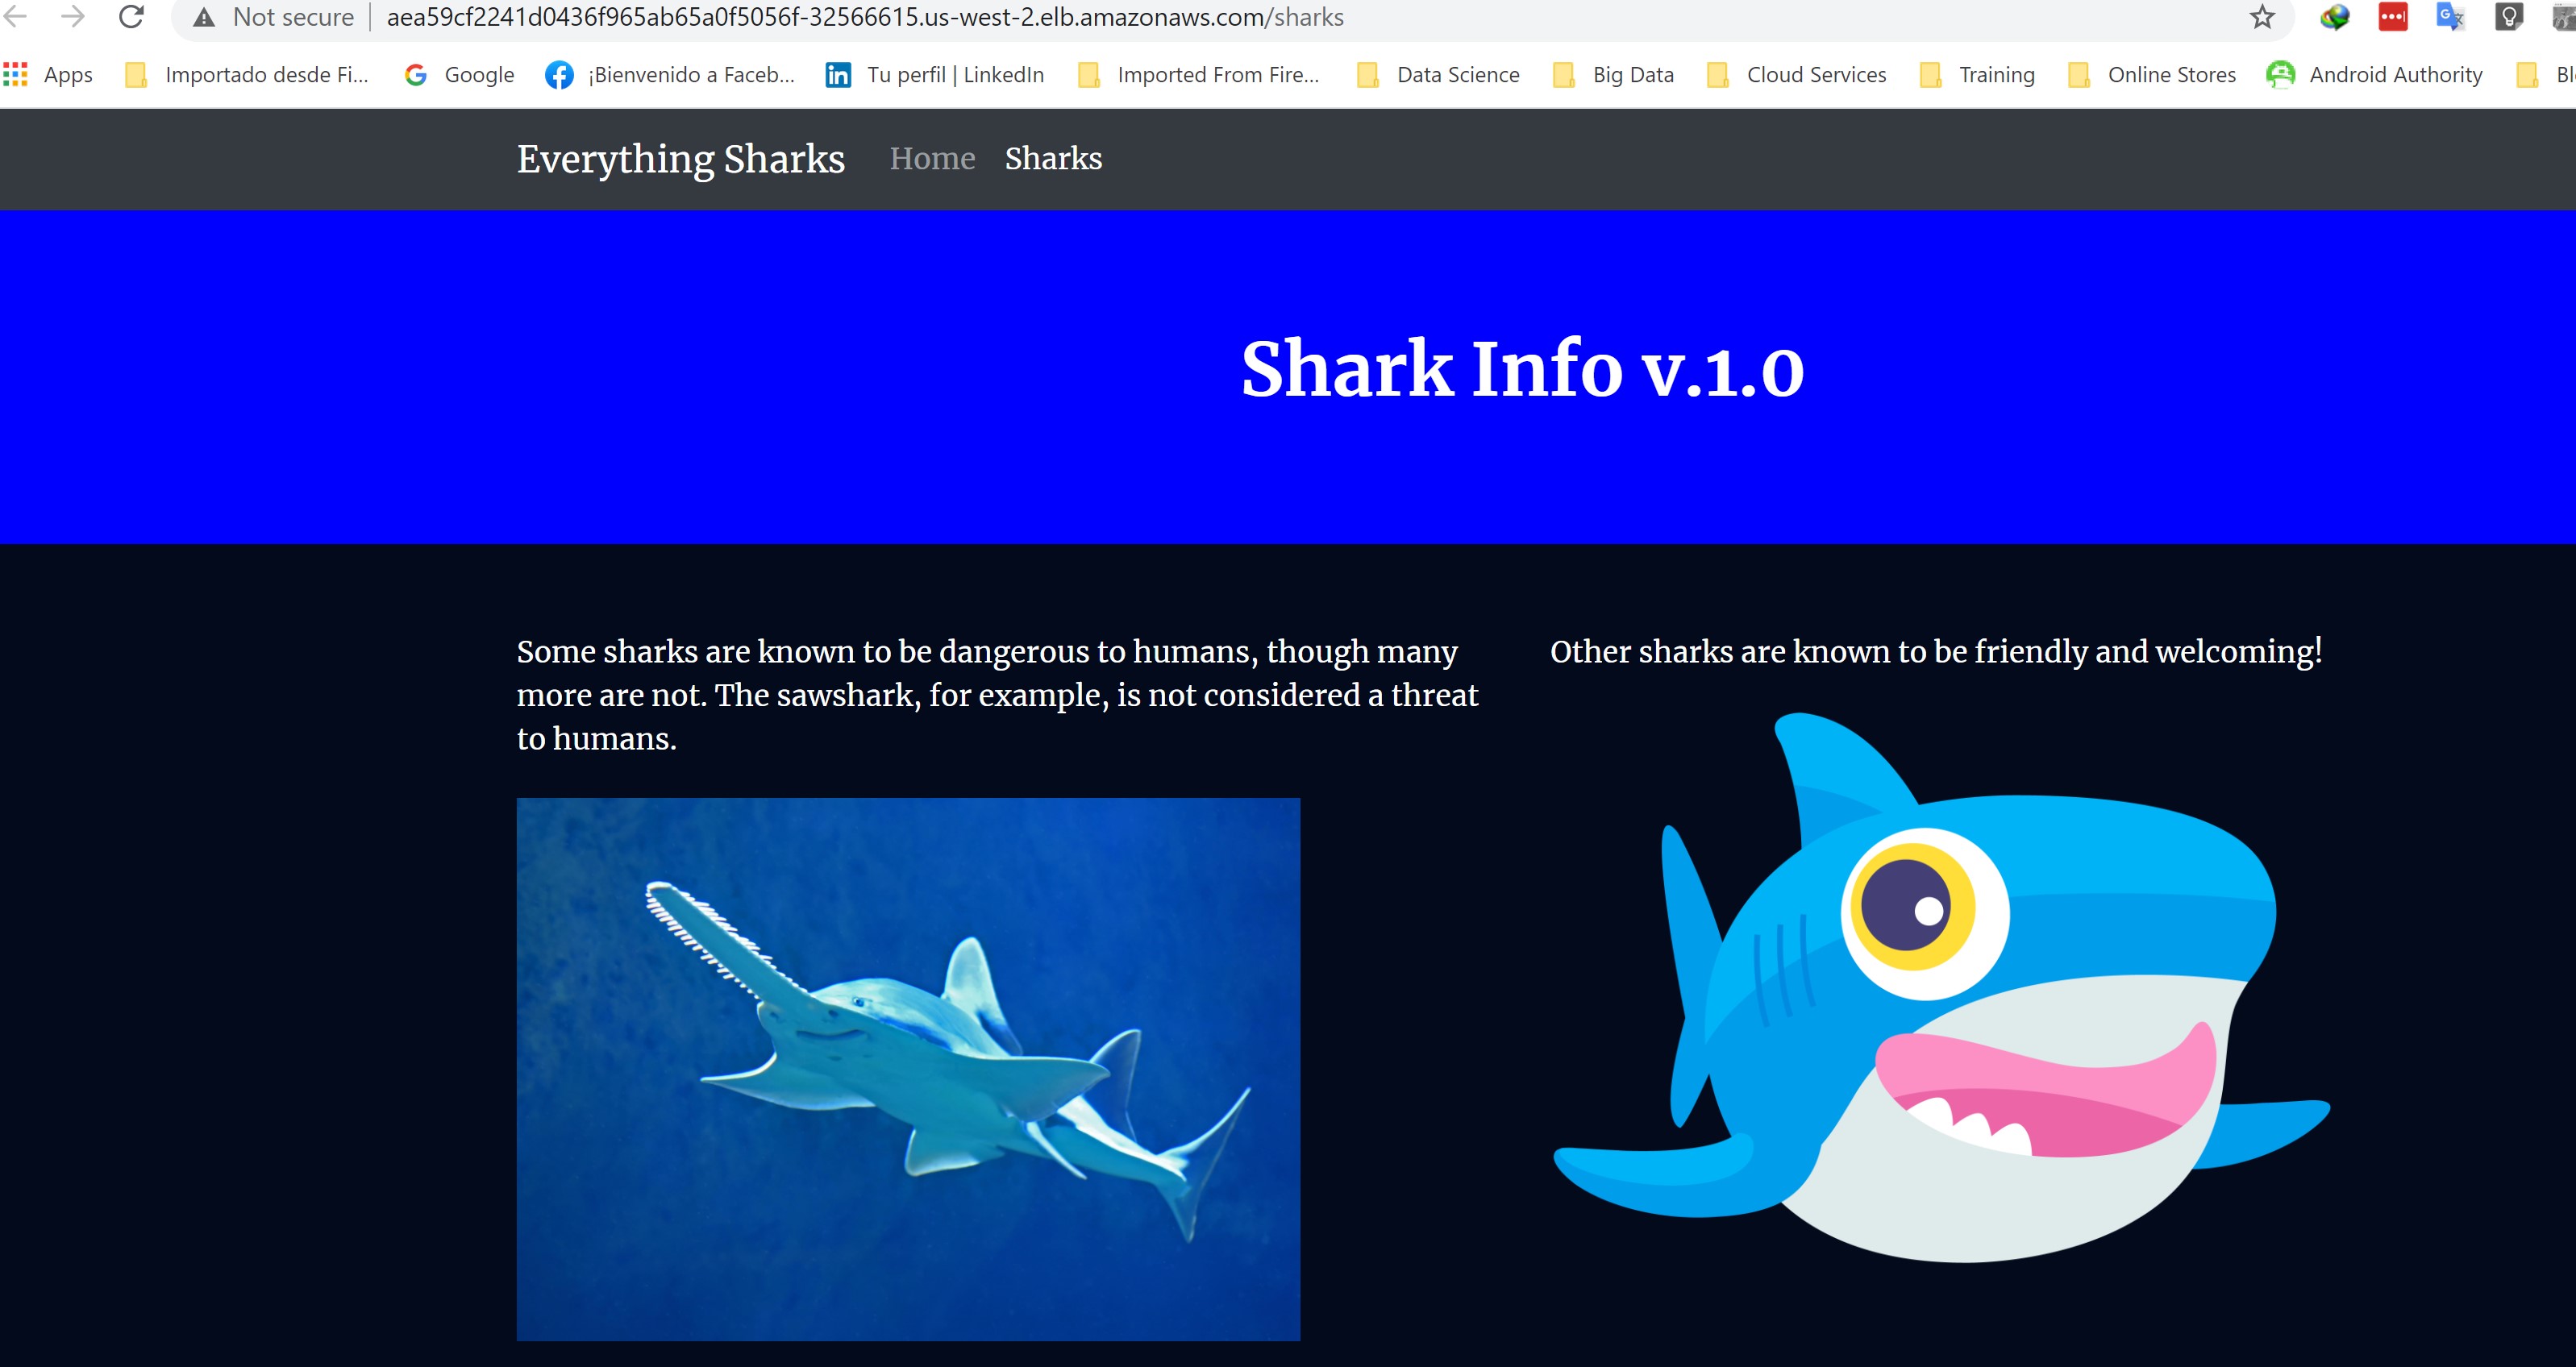 Not secure | aea59cf2241d0436f965ab65a0f5056f-32566615.us-west-2.elb.amazonaws.com/sharks
Apps Importado desde Fi... Google ¡Bienvenido a Faceb... Tu perfil | LinkedIn Imported From Fire... Data Science Big Data Cloud Services Training Online Stores Android Authority
Everything Sharks Home Sharks
Shark Info v.1.0
Some sharks are known to be dangerous to humans, though many
more are not. The sawshark, for example, is not considered a threat
to humans.
Other sharks are known to be friendly and welcoming!